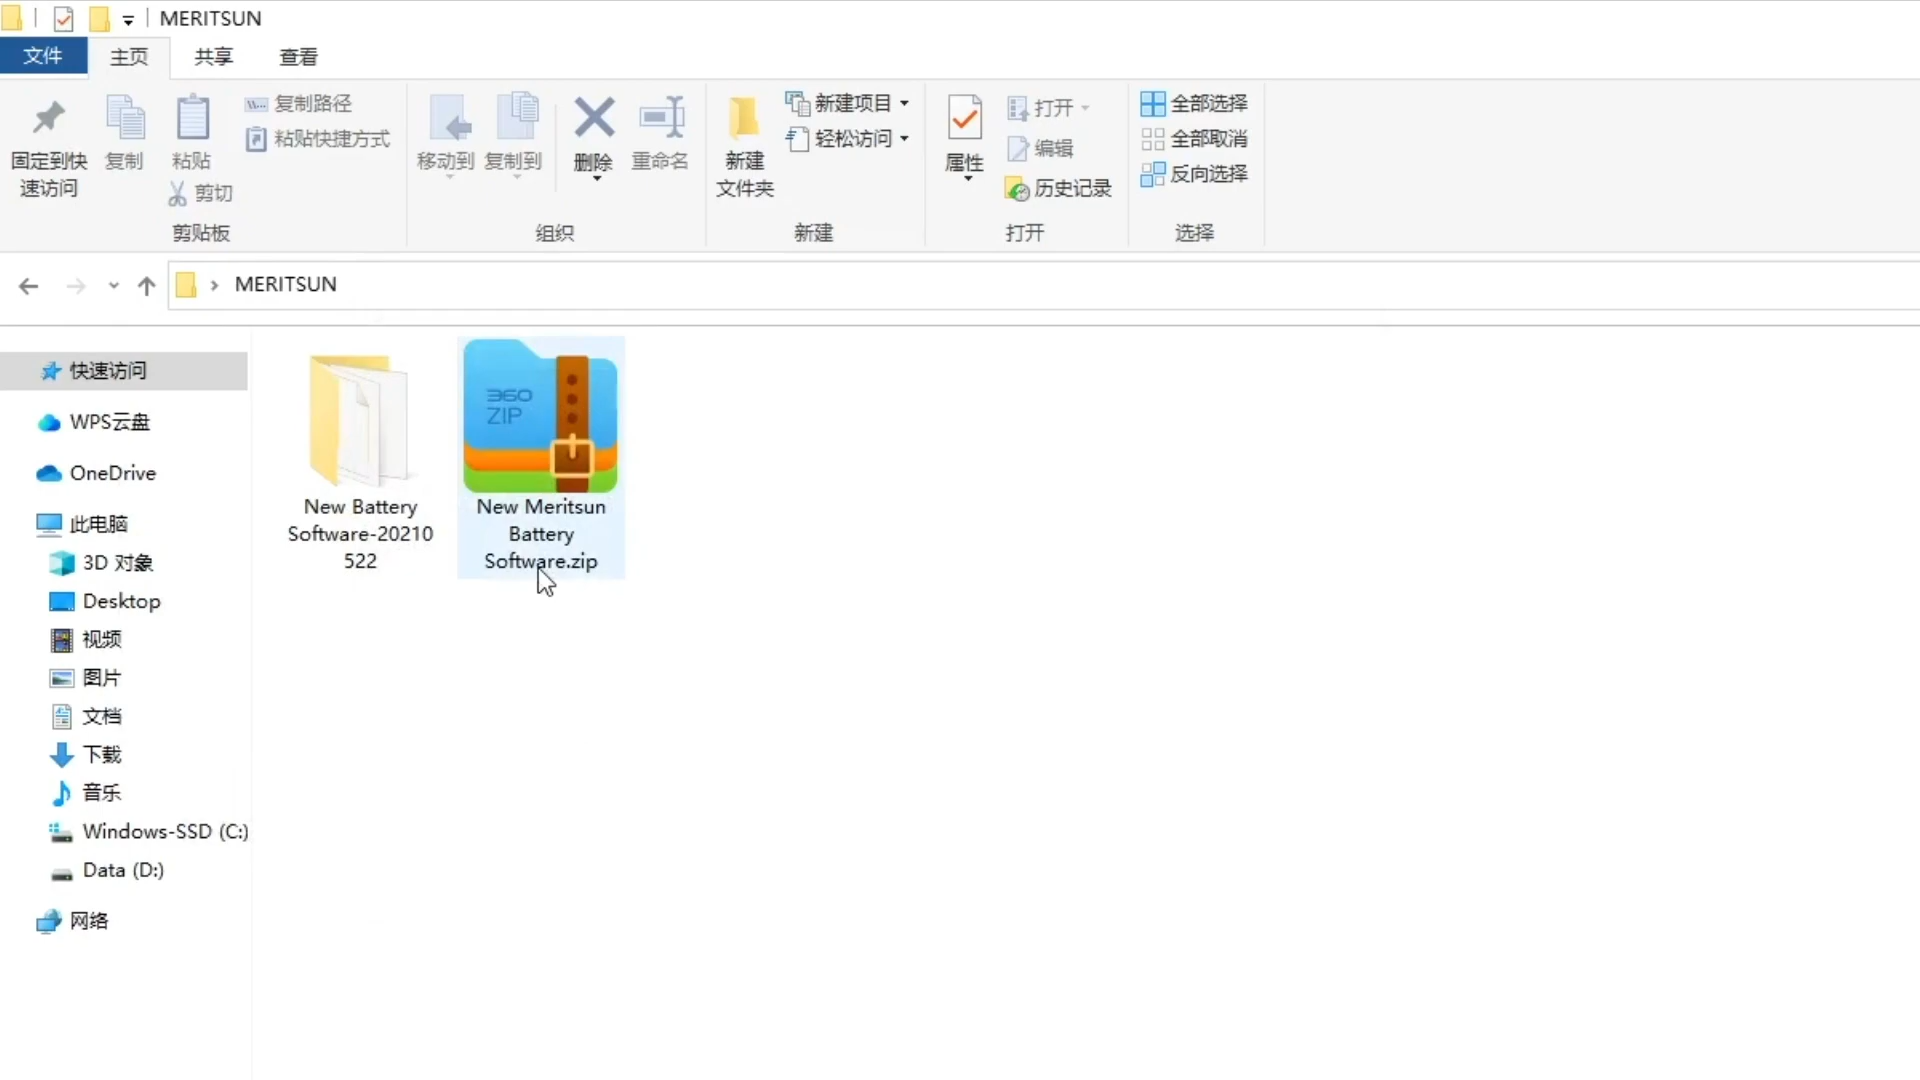 MERITSUN
文件 主页 共享 查看
固定到快
速访问
复制
粘贴
复制路径
粘贴快捷方式
剪切
剪贴板
移动到
复制到
删除
重命名
组织
新建
文件夹
新建项目
轻松访问
新建
属性
打开
编辑
历史记录
打开
全部选择
全部取消
反向选择
选择
MERITSUN
快速访问
WPS云盘
OneDrive
此电脑
3D 对象
Desktop
视频
图片
文档
下载
音乐
Windows-SSD (C:)
Data (D:)
网络
New Battery
Software-20210
522
360
ZIP
New Meritsun
Battery
Software.zip